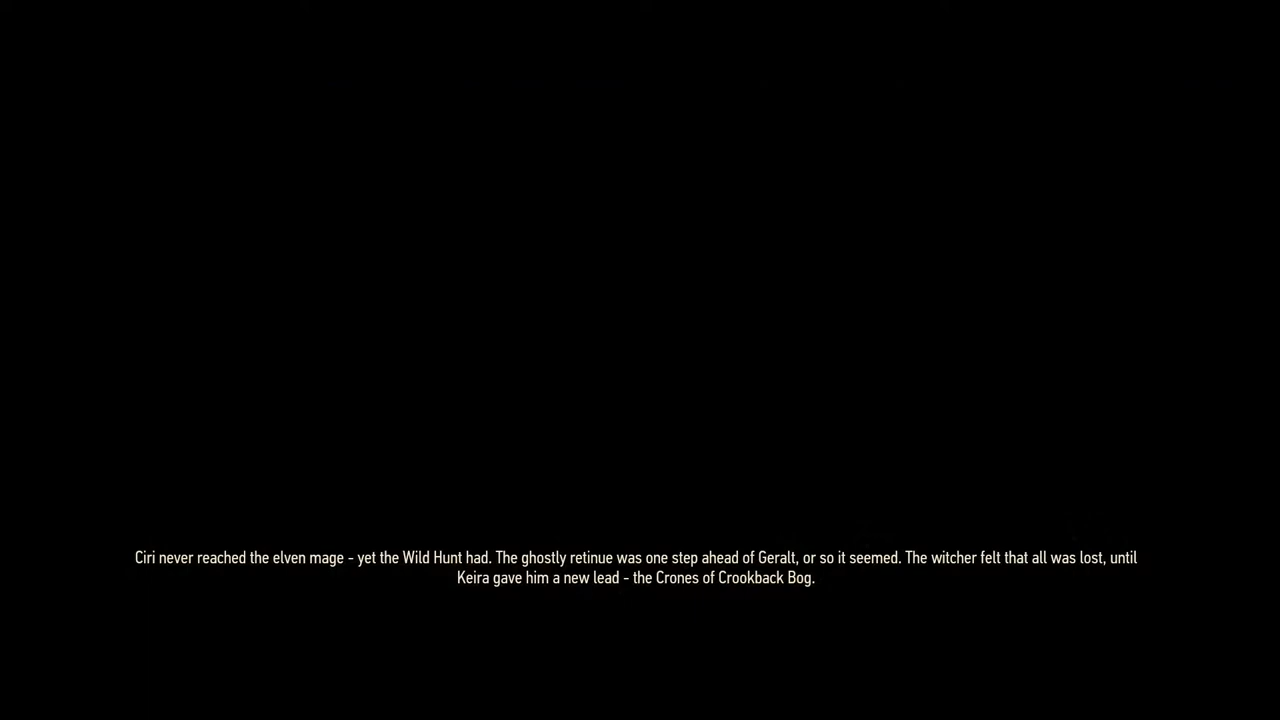 Ciri never reached the elven mage - yet the Wild Hunt had. The ghostly retinue was one step ahead of Geralt, or so it seemed. The witcher felt that all was lost, until
Keira gave him a new lead - the Crones of Crookback Bog.